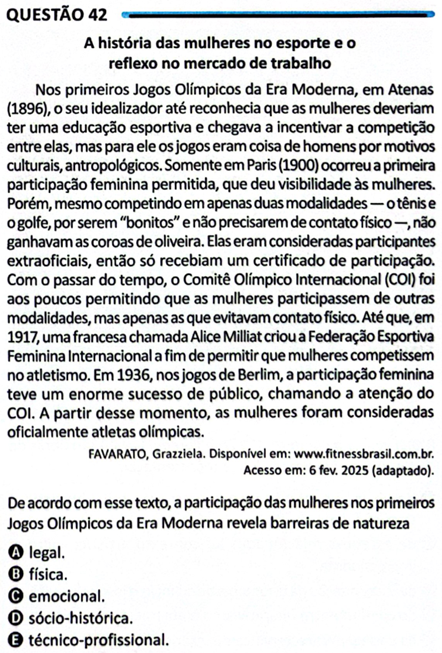 QUESTÃO 42
A história das mulheres no esporte e o
reflexo no mercado de trabalho
Nos primeiros Jogos Olímpicos da Era Moderna, em Atenas
(1896), o seu idealizador até reconhecia que as mulheres deveriam
ter uma educação esportiva e chegava a incentivar a competição
entre elas, mas para ele os jogos eram coisa de homens por motivos
culturais, antropológicos. Somente em Paris (1900) ocorreu a primeira
participação feminina permitida, que deu visibilidade às mulheres.
Porém, mesmo competindo em apenas duas modalidades — o tênis e
o golfe, por serem “bonitos” e não precisarem de contato físico —, não
ganhavam as coroas de oliveira. Elas eram consideradas participantes
extraoficiais, então só recebiam um certificado de participação.
Com o passar do tempo, o Comitê Olímpico Internacional (COI) foi
aos poucos permitindo que as mulheres participassem de outras
modalidades, mas apenas as que evitavam contato físico. Até que, em
1917, uma francesa chamada Alice Milliat criou a Federação Esportiva
Feminina Internacional a fim de permitir que mulheres competissem
no atletismo. Em 1936, nos jogos de Berlim, a participação feminina
teve um enorme sucesso de público, chamando a atenção do
COI. A partir desse momento, as mulheres foram consideradas
oficialmente atletas olímpicas.
FAVARATO, Grazziela. Disponível em: www.fitnessbrasil.com.br.
Acesso em: 6 fev. 2025 (adaptado).
De acordo com esse texto, a participação das mulheres nos primeiros
Jogos Olímpicos da Era Moderna revela barreiras de natureza
A legal.
B física.
C emocional.
D sócio-histórica.
E técnico-profissional.